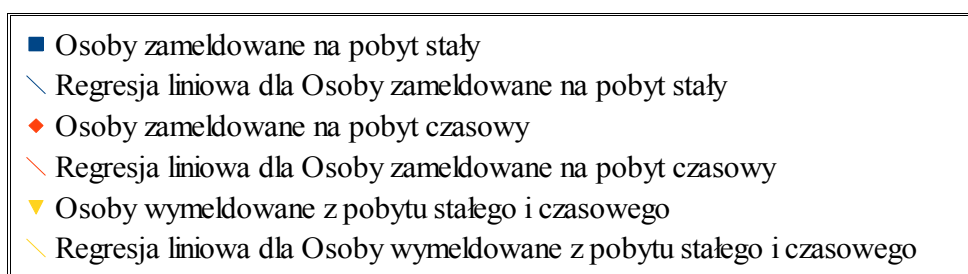 Osoby zameldowane na pobyt stały
Regresja liniowa dla Osoby zameldowane na pobyt stały
Osoby zameldowane na pobyt czasowy
Regresja liniowa dla Osoby zameldowane na pobyt czasowy
Osoby wymeldowane z pobytu stałego i czasowego
Regresja liniowa dla Osoby wymeldowane z pobytu stałego i czasowego